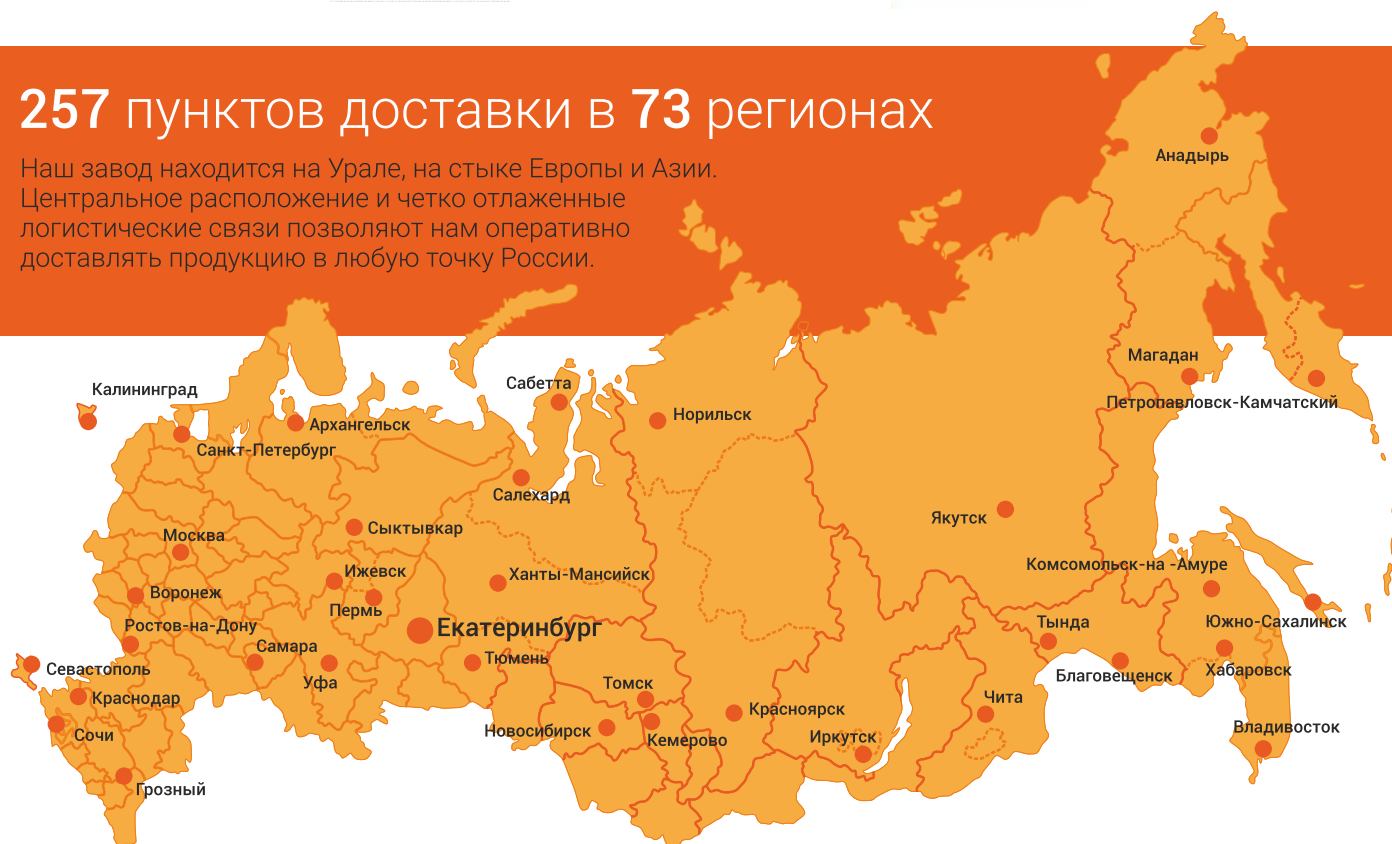 257 пунктов доставки в 73 регионах
Наш завод находится на Урале, на стыке Европы и Азии.
Центральное расположение и четко отлаженные
логистические связи позволяют нам оперативно
доставлять продукцию в любую точку России.
Анадырь
Магадан
Петропавловск-Камчатский
Калининград
Сабетта
Норильск
Архангельск
Санкт-Петербург
Салехард
Якутск
Сыктывкар
Москва
Комсомольск-на -Амуре
Ижевск
Ханты-Мансийск
Воронеж
Пермь
Ростов-на-Дону
Екатеринбург
Тында
Южно-Сахалинск
Самара
Тюмень
Севастополь
Уфа
Благовещенск
Хабаровск
Томск
Краснодар
Чита
Красноярск
Новосибирск
Кемерово
Иркутск
Владивосток
Сочи
Грозный